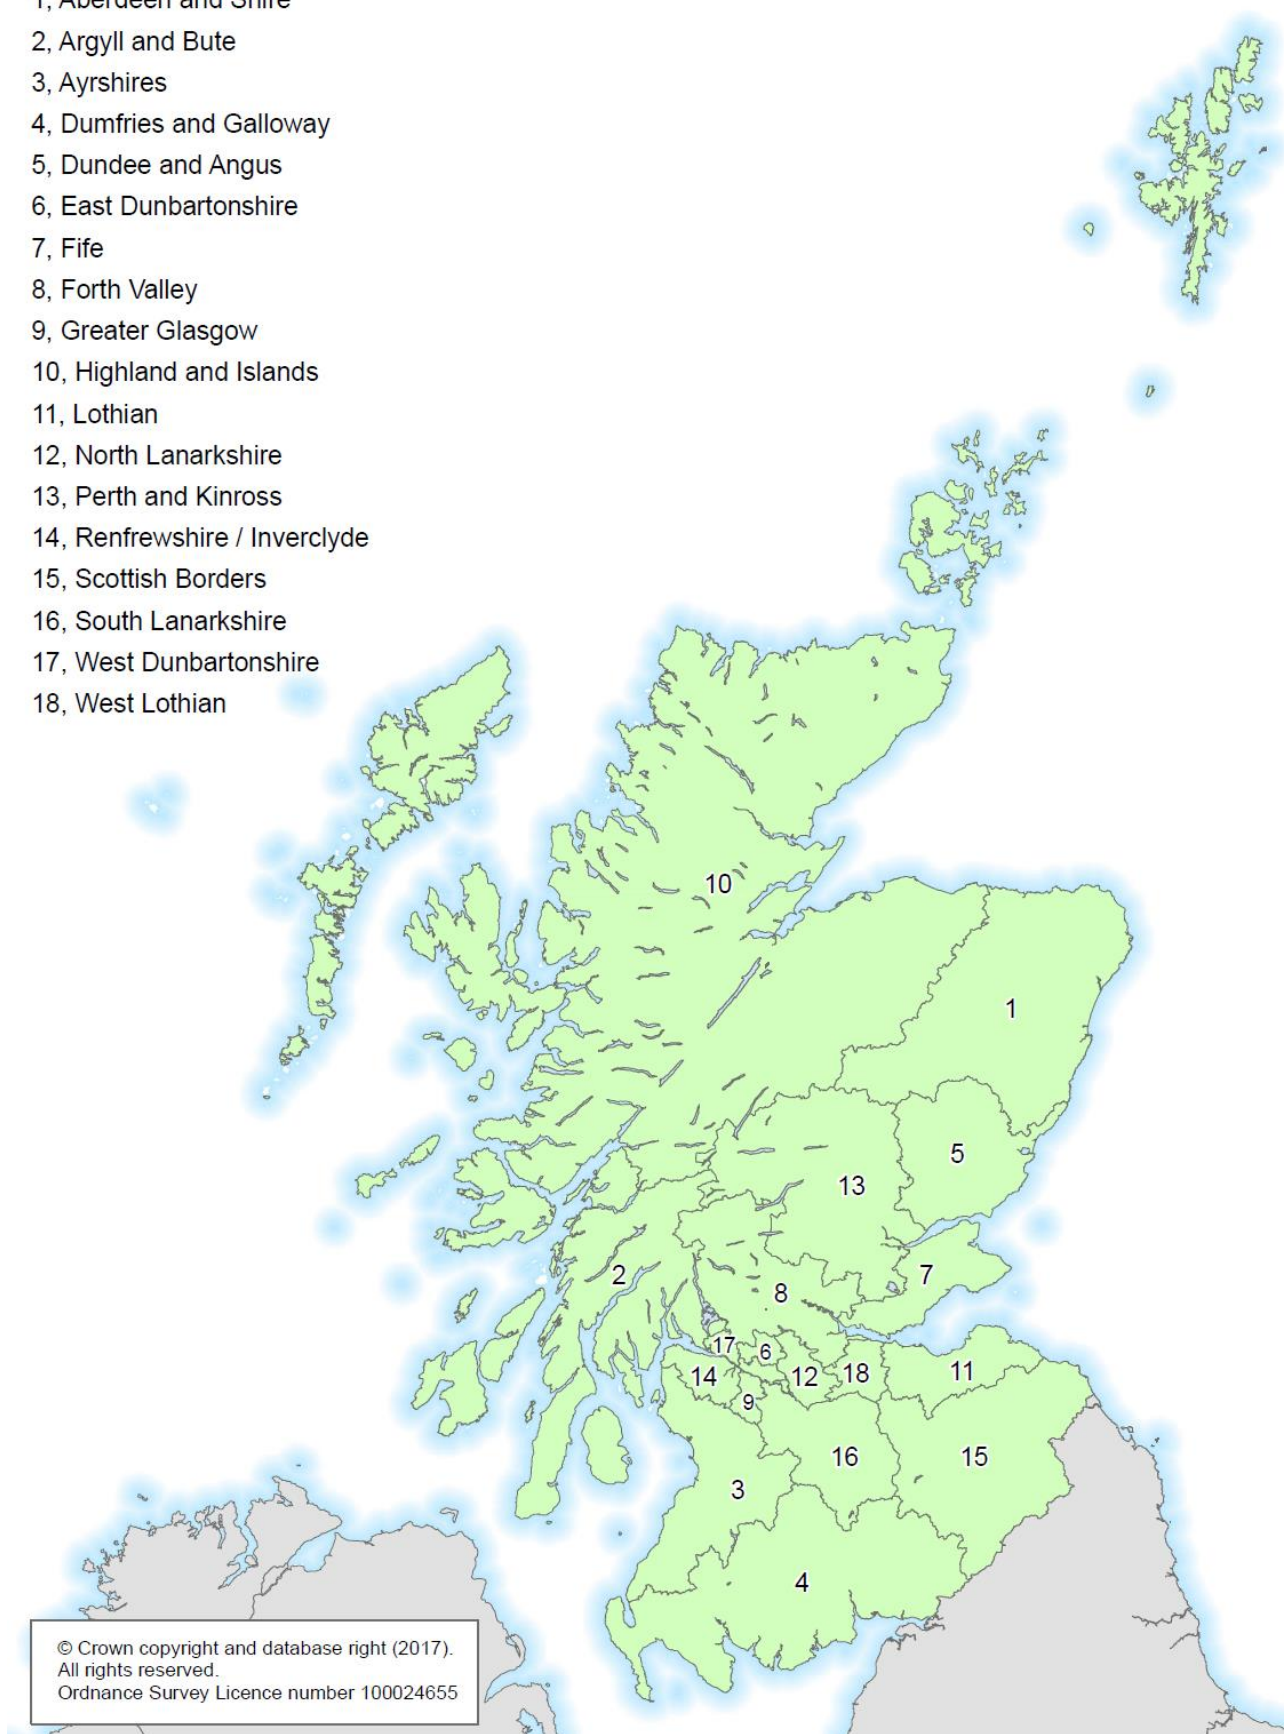 1, Aberdeen and Shire
2, Argyll and Bute
3, Ayrshires
4, Dumfries and Galloway
5, Dundee and Angus
6, East Dunbartonshire
7, Fife
8, Forth Valley
9, Greater Glasgow
10, Highland and Islands
11, Lothian
12, North Lanarkshire
13, Perth and Kinross
14, Renfrewshire / Inverclyde
15, Scottish Borders
16, South Lanarkshire
17, West Dunbartonshire
18, West Lothian
10
1
5
13
2
7
8
17
6
14
12
18
11
9
16
15
3
4
© Crown copyright and database right (2017).
All rights reserved.
Ordnance Survey Licence number 100024655